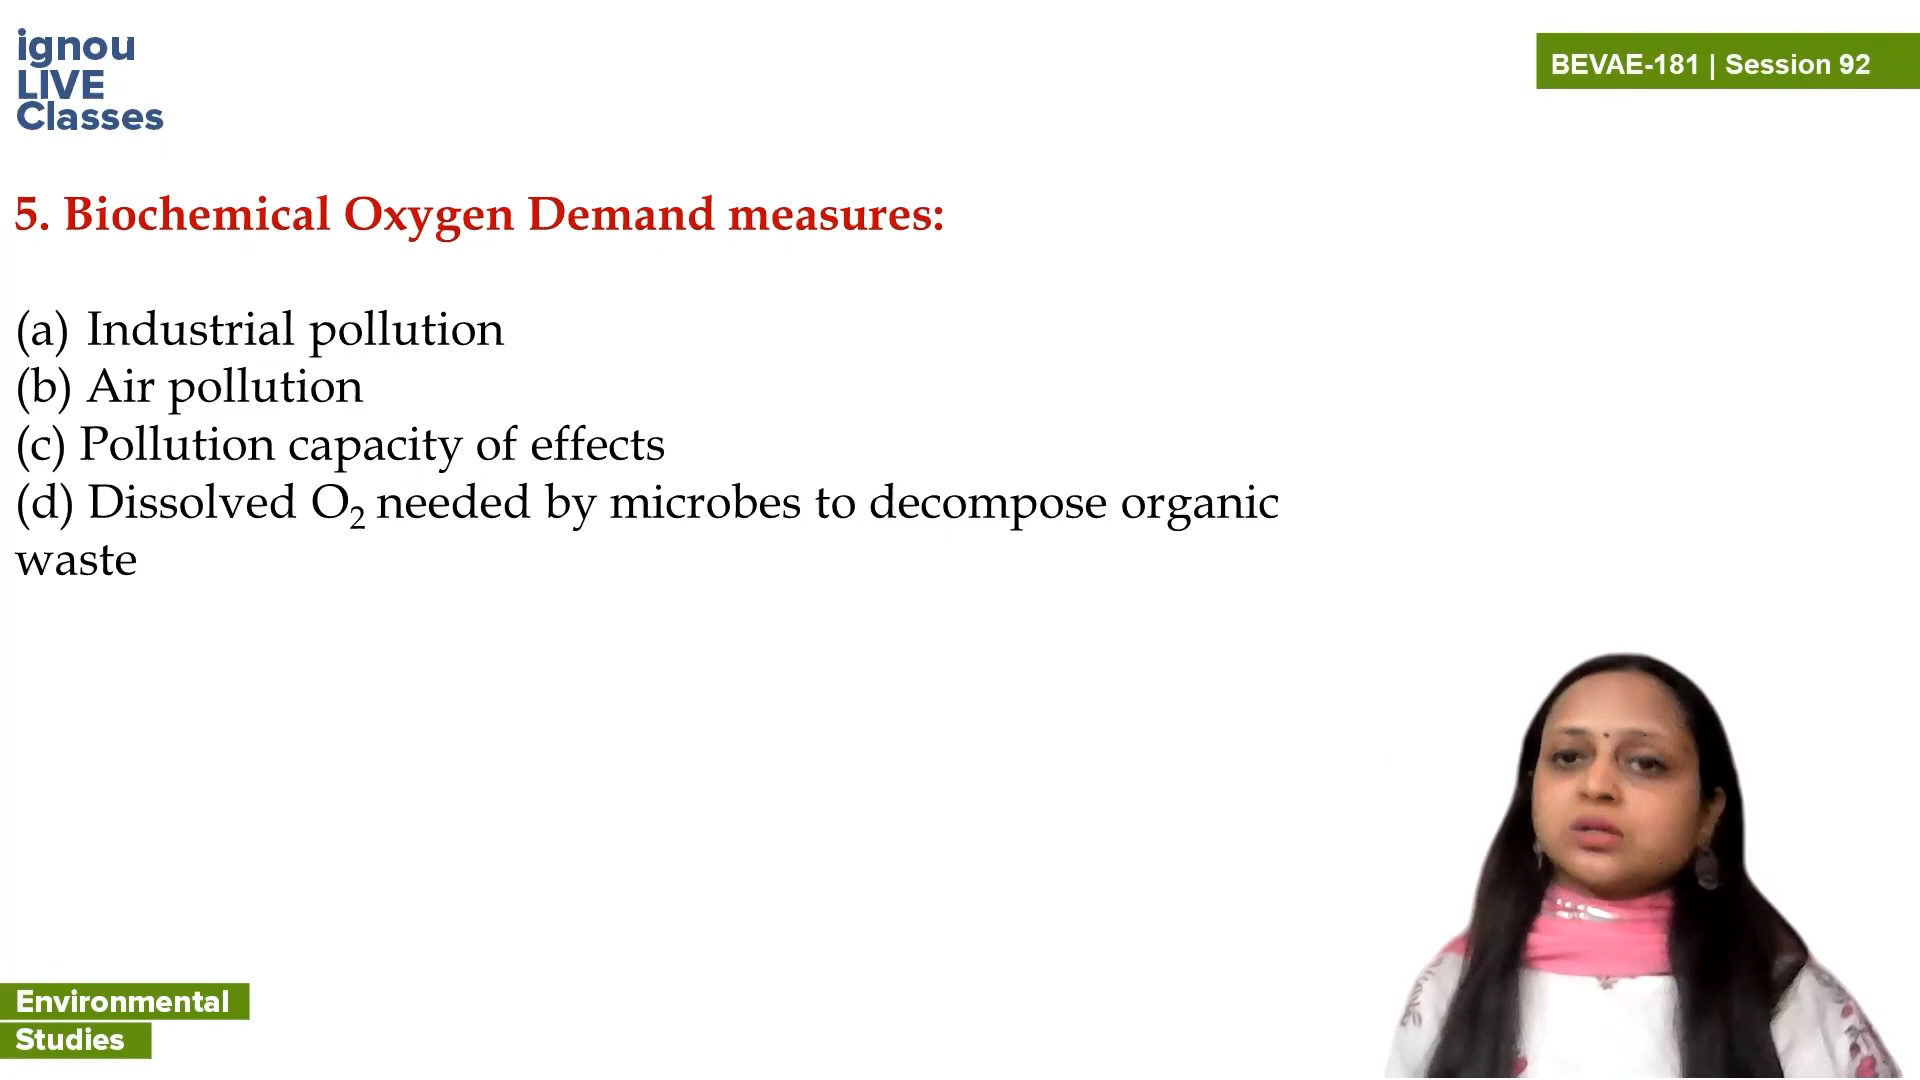 ignou
LIVE
Classes
BEVAE-181 | Session 92
5. Biochemical Oxygen Demand measures:
(a) Industrial pollution
(b) Air pollution
(c) Pollution capacity of effects
(d) Dissolved O₂ needed by microbes to decompose organic
waste
Environmental
Studies